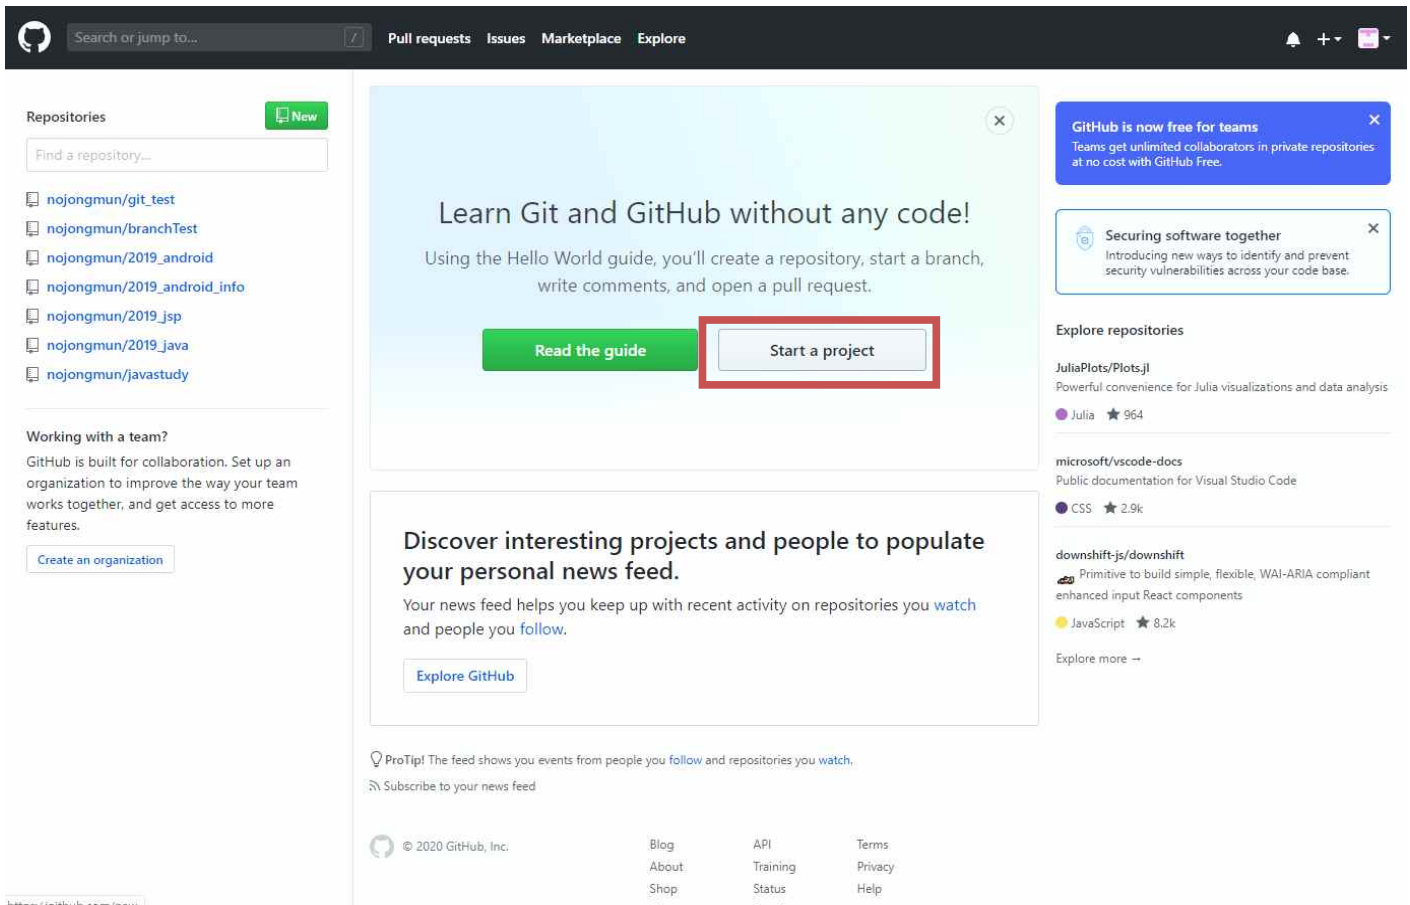 Search or jump to...
/
Pull requests
Issues
Marketplace
Explore
Repositories
New
Find a repository...
nojongmun/git_test
nojongmun/branchTest
nojongmun/2019_android
nojongmun/2019_android_info
nojongmun/2019_jsp
nojongmun/2019_java
nojongmun/javastudy
Working with a team?
GitHub is built for collaboration. Set up an
organization to improve the way your team
works together, and get access to more
features.
Create an organization
Learn Git and GitHub without any code!
Using the Hello World guide, you'll create a repository, start a branch,
write comments, and open a pull request.
Read the guide
Start a project
Discover interesting projects and people to populate
your personal news feed.
Your news feed helps you keep up with recent activity on repositories you watch
and people you follow.
Explore GitHub
ProTip! The feed shows you events from people you follow and repositories you watch.
Subscribe to your news feed
GitHub is now free for teams
Teams get unlimited collaborators in private repositories
at no cost with GitHub Free.
Securing software together
Introducing new ways to identify and prevent
security vulnerabilities across your code base.
Explore repositories
JuliaPlots/Plots.jl
Powerful convenience for Julia visualizations and data analysis
Julia ★ 964
microsoft/vscode-docs
Public documentation for Visual Studio Code
CSS ★ 2.9k
downshift-js/downshift
Primitive to build simple, flexible, WAI-ARIA compliant
enhanced input React components
JavaScript ★ 8.2k
Explore more →
© 2020 GitHub, Inc.
Blog
About
Shop
API
Training
Status
Terms
Privacy
Help